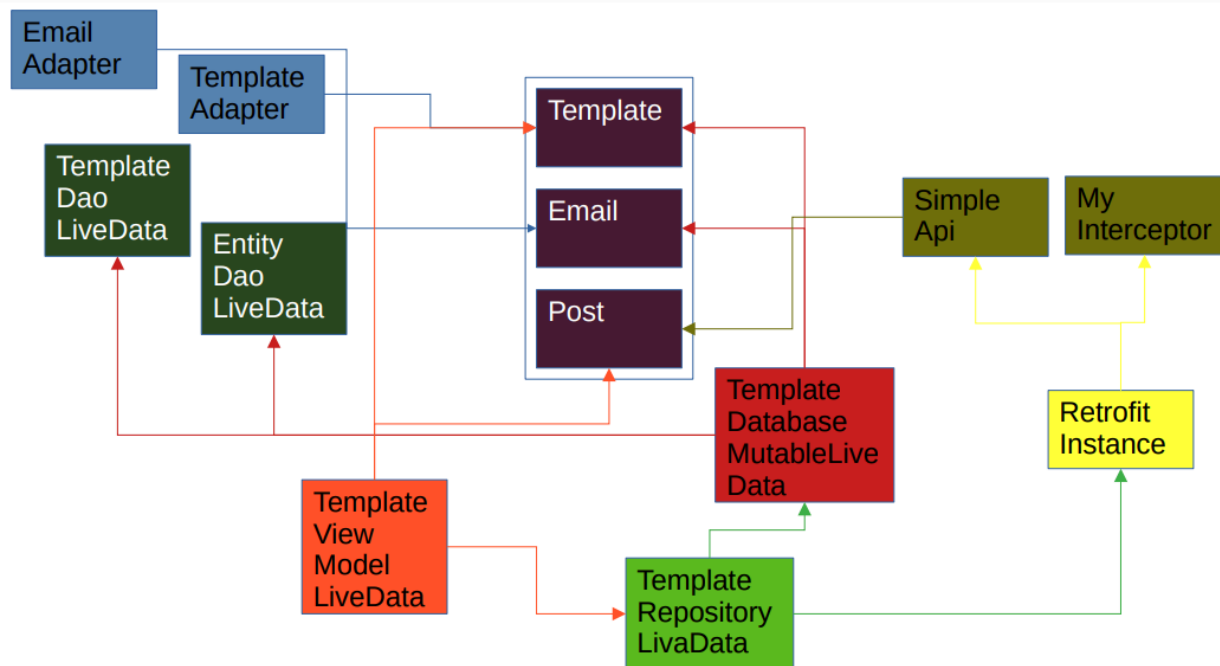 Email
Adapter
Template
Adapter
Template
Dao
LiveData
Entity
Dao
LiveData
Template
Email
Post
Simple
Api
My
Interceptor
Template
Database
MutableLive
Data
Retrofit
Instance
Template
View
Model
LiveData
Template
Repository
LivaData